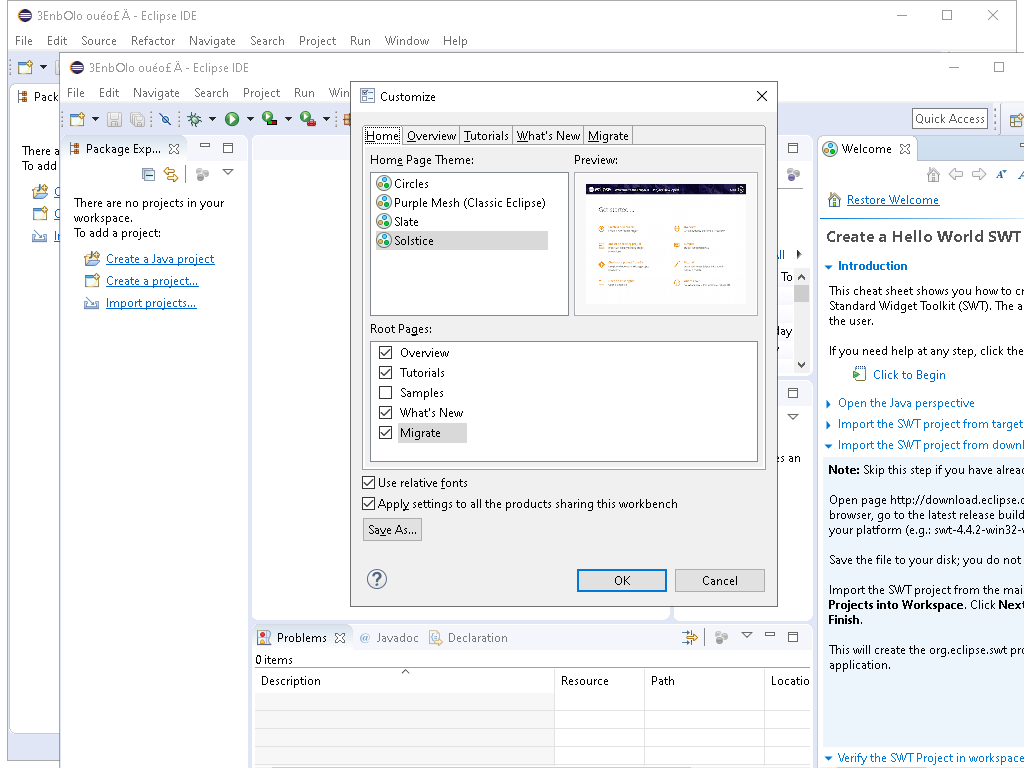 3EnbOlo ouéo£ Ä - Eclipse IDE
File Edit Source Refactor Navigate Search Project Run Window Help
3EnbOlo ouéo£ Ä - Eclipse IDE
File Edit Navigate Search Project Run Win
Quick Access
Pack
There a
To add
Package Exp...
There are no projects in your
workspace.
To add a project:
Create a Java project
Create a project...
Import projects...
Customize
Home Overview Tutorials What's New Migrate
Home Page Theme:
Preview:
Circles
Purple Mesh (Classic Eclipse)
Slate
Solstice
Root Pages:
Overview
Tutorials
Samples
What's New
Migrate
Use relative fonts
Apply settings to all the products sharing this workbench
Save As...
OK Cancel
All
To
day
es an
Welcome
Restore Welcome
Create a Hello World SWT
Introduction
This cheat sheet shows you how to cr
Standard Widget Toolkit (SWT). The a
the user.
If you need help at any step, click the
Click to Begin
Open the Java perspective
Import the SWT project from target
Import the SWT project from downl
Note: Skip this step if you have alread
Open page http://download.eclipse.o
browser, go to the latest release build
your platform (e.g.: swt-4.4.2-win32-w
Save the file to your disk; you do not
Import the SWT project from the mai
Projects into Workspace. Click Next
Finish.
This will create the org.eclipse.swt pro
application.
Verify the SWT Project in workspace
Problems Javadoc Declaration
0 items
Description Resource Path Locatio